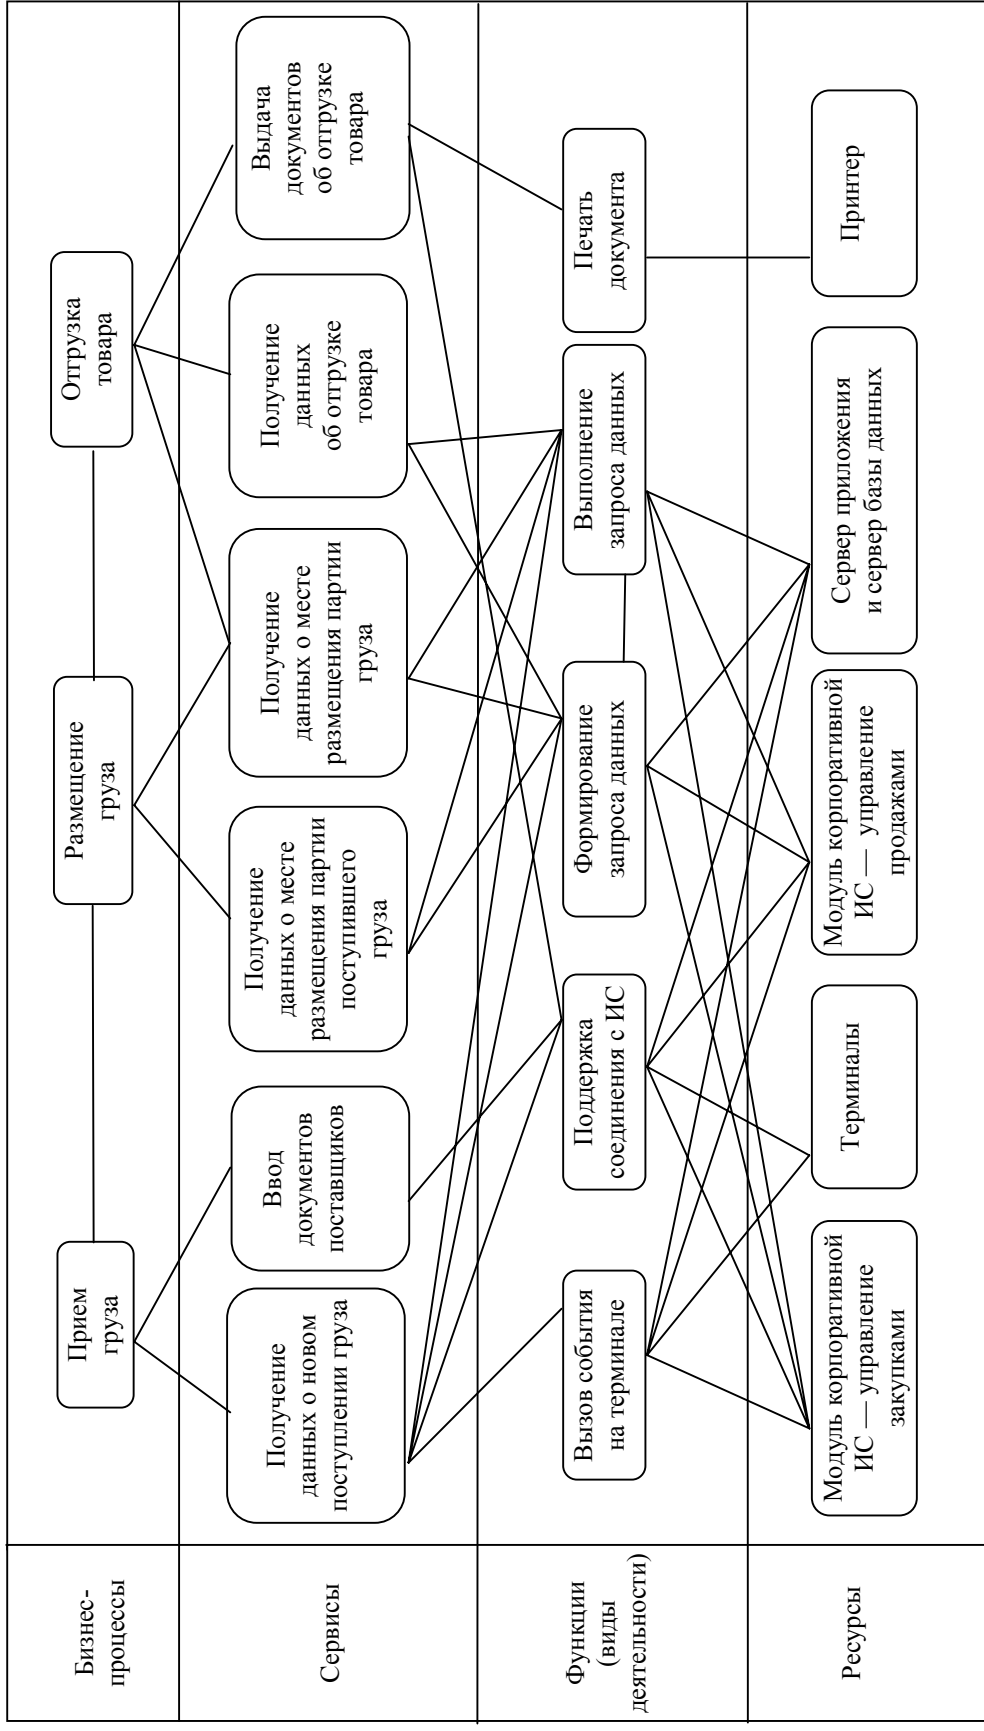 Бизнес-
процессы
Прием
груза
Размещение
груза
Отгрузка
товара
Сервисы
Получение
данных о новом
поступлении груза
Ввод
документов
поставщиков
Получение
данных о месте
размещения партии
поступившего
груза
Получение
данных о месте
размещения партии
груза
Получение
данных
об отгрузке
товара
Выдача
документов
об отгрузке
товара
Функции
(виды
деятельности)
Вызов события
на терминале
Поддержка
соединения с ИС
Формирование
запроса данных
Выполнение
запроса данных
Печать
документа
Ресурсы
Модуль корпоративной
ИС — управление
закупками
Терминалы
Модуль корпоративной
ИС — управление
продажами
Сервер приложения
и сервер базы данных
Принтер